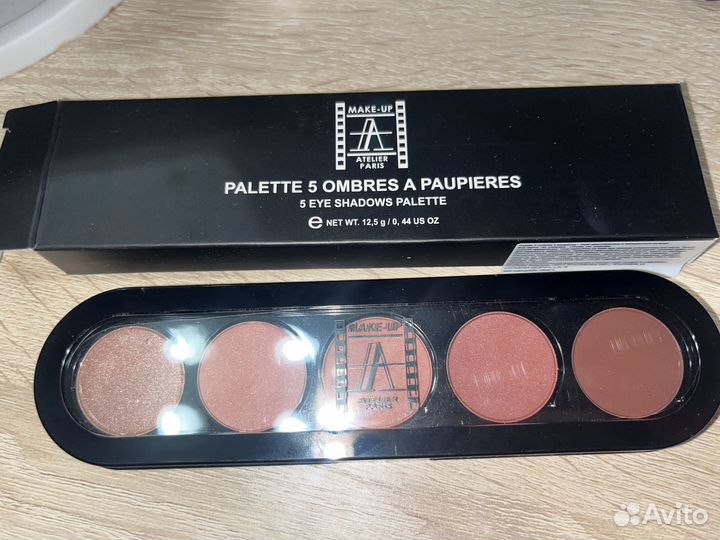 MAKE-UP
A
ATELIER
PARIS
PALETTE 5 OMBRES A PAUPIERES
5 EYE SHADOWS PALETTE
e NET WT. 12,5 g / 0, 44 US OZ
MAKE-UP
A
ATELIER
PARIS
Avito